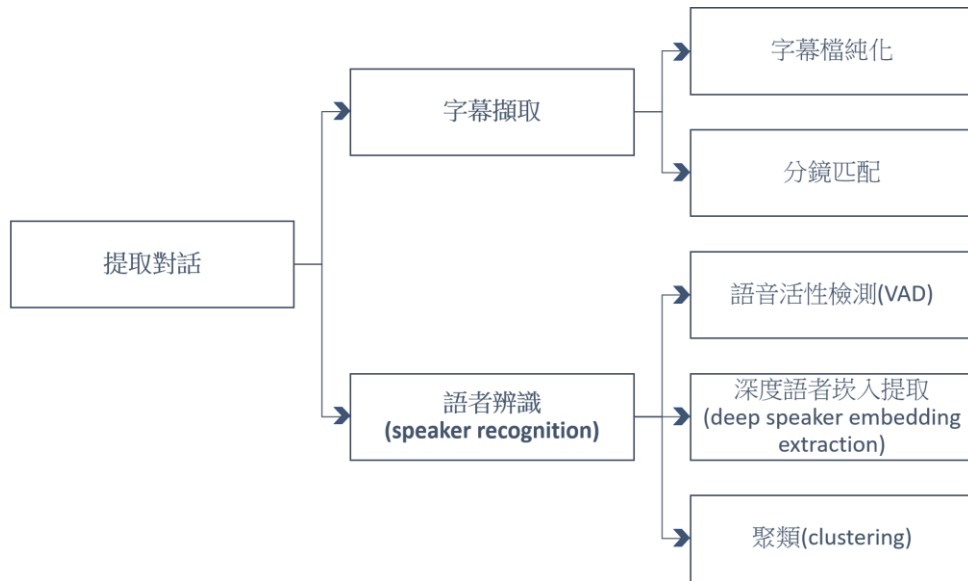 提取對話
字幕擷取
字幕檔純化
分鏡匹配
語者辨識
(speaker recognition)
語音活性檢測(VAD)
深度語者崁入提取
(deep speaker embedding
extraction)
聚類(clustering)